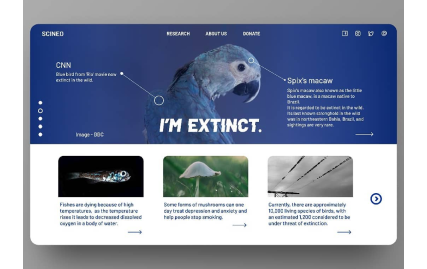 SCINEO
RESEARCH
ABOUT US
DONATE
CNN
Blue bird from 'Rio' movie now
extinct in the wild.
Spix's macaw
Spix's macaw also known as the little
blue macaw, is a macaw native to
Brazil.
It is regarded to be extinct in the wild.
Its last known stronghold in the wild
was in northeastern Bahia, Brazil, and
sightings are very rare.
I'M EXTINCT.
Image - BBC
Fishes are dying because of high
temperatures, as the temperature
rises it leads to decreased dissolved
oxygen in a body of water.
Some forms of mushrooms can one
day treat depression and anxiety and
help people stop smoking.
Currently, there are approximately
10,000 living species of birds, with
an estimated 1,200 considered to be
under threat of extinction.